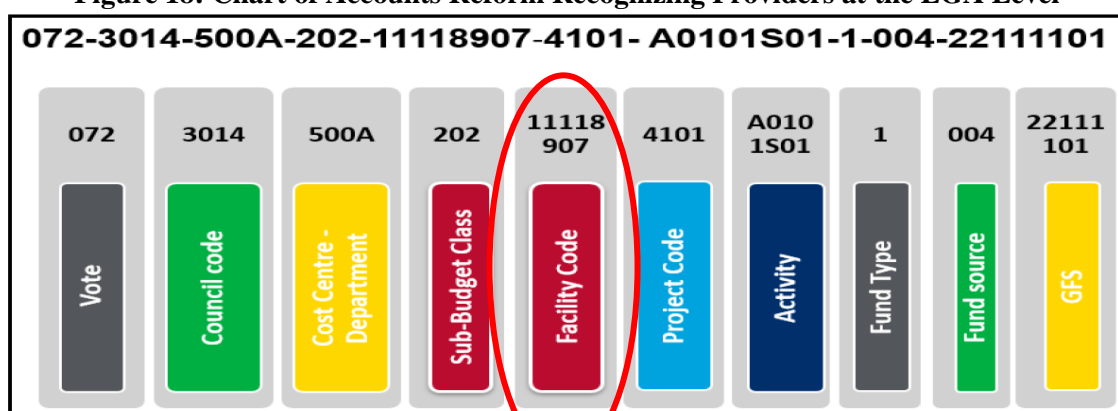 Figure Chart of Accounts Reform Recognizing Providers at the LGA Level
072-3014-500A-202-11118907-4101- A0101S01-1-004-22111101
072
3014
500A
202
11118
907
4101
A010
1S01
1
004
22111
101
Vote
Council code
Cost Centre -
Department
Sub-Budget Class
Facility Code
Project Code
Activity
Fund Type
Fund source
GFS